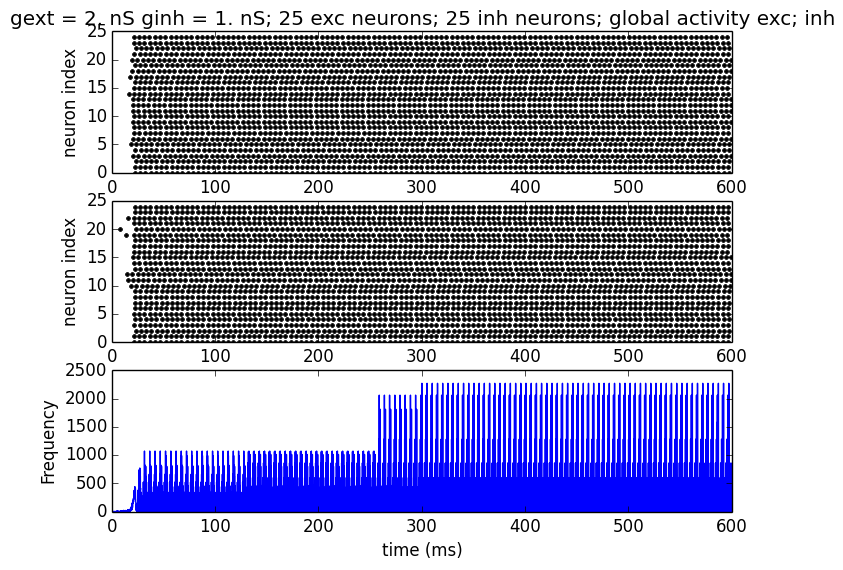 gext = 2. nS ginh = 1. nS; 25 exc neurons; 25 inh neurons; global activity exc; inh
25
20
15
10
5
0
neuron index
0 100 200 300 400 500 600
25
20
15
10
5
0
neuron index
0 100 200 300 400 500 600
2500
2000
1500
1000
500
0
Frequency
0 100 200 300 400 500 600
time (ms)